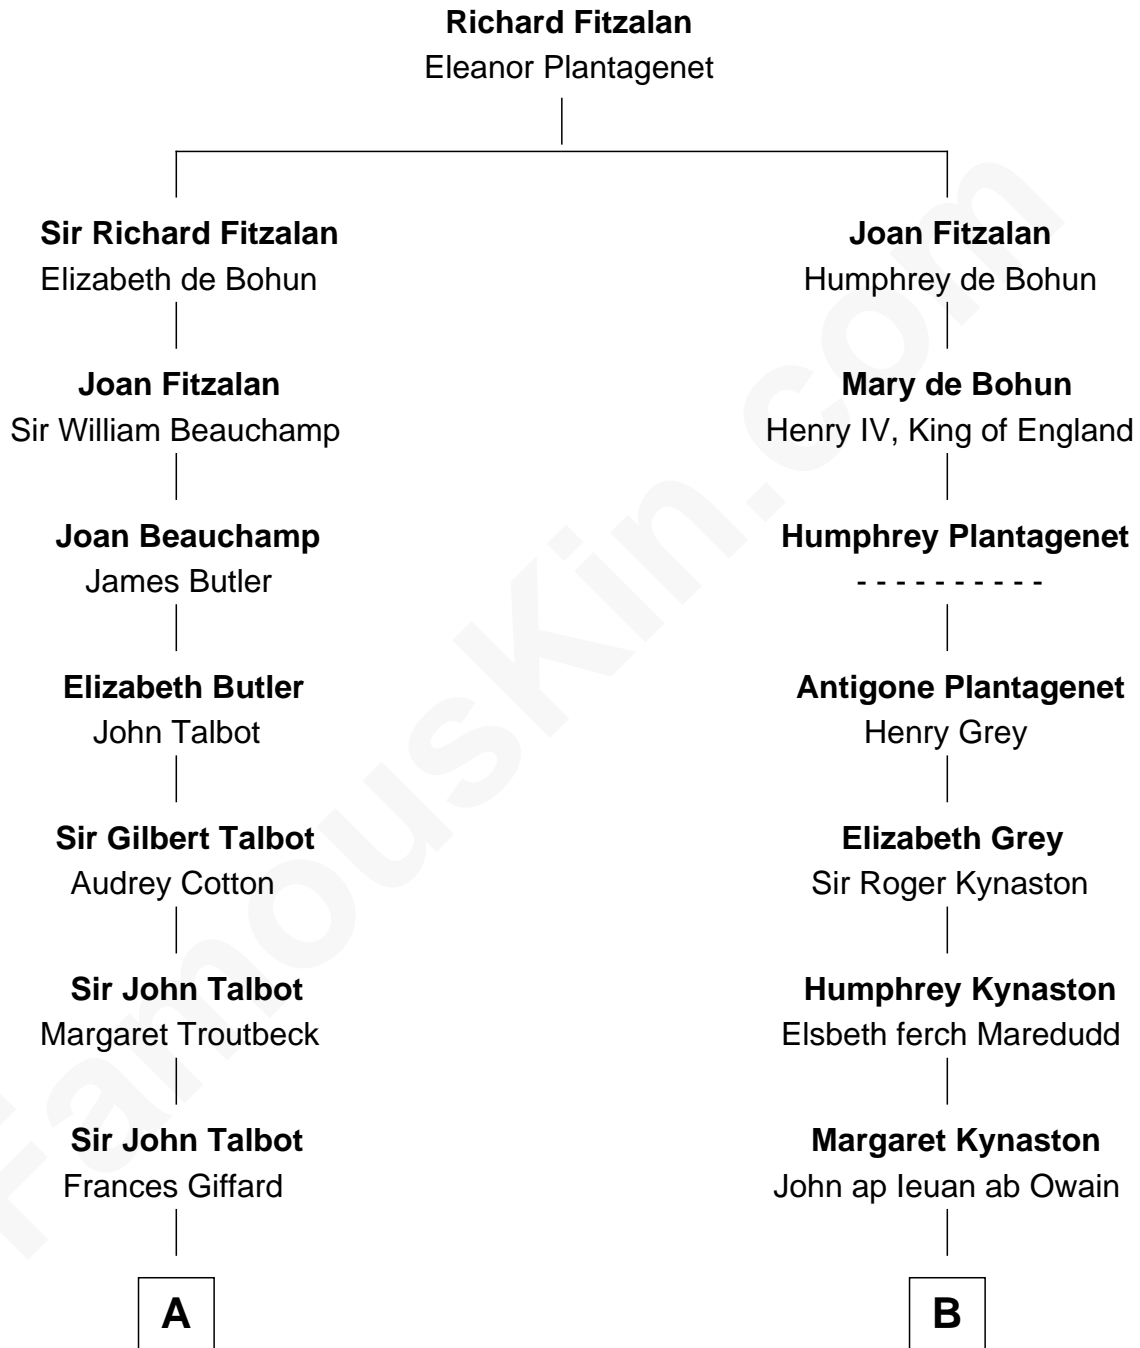 Richard Fitzalan
Eleanor Plantagenet
Sir Richard Fitzalan
Elizabeth de Bohun
Joan Fitzalan
Humphrey de Bohun
Joan Fitzalan
Sir William Beauchamp
Mary de Bohun
Henry IV, King of England
Joan Beauchamp
James Butler
Humphrey Plantagenet
- - - - - - - - - -
Elizabeth Butler
John Talbot
Antigone Plantagenet
Henry Grey
Sir Gilbert Talbot
Audrey Cotton
Elizabeth Grey
Sir Roger Kynaston
Sir John Talbot
Margaret Troutbeck
Humphrey Kynaston
Elsbeth ferch Maredudd
Sir John Talbot
Frances Giffard
Margaret Kynaston
John ap Ieuan ab Owain
A
B
FamousKin.com